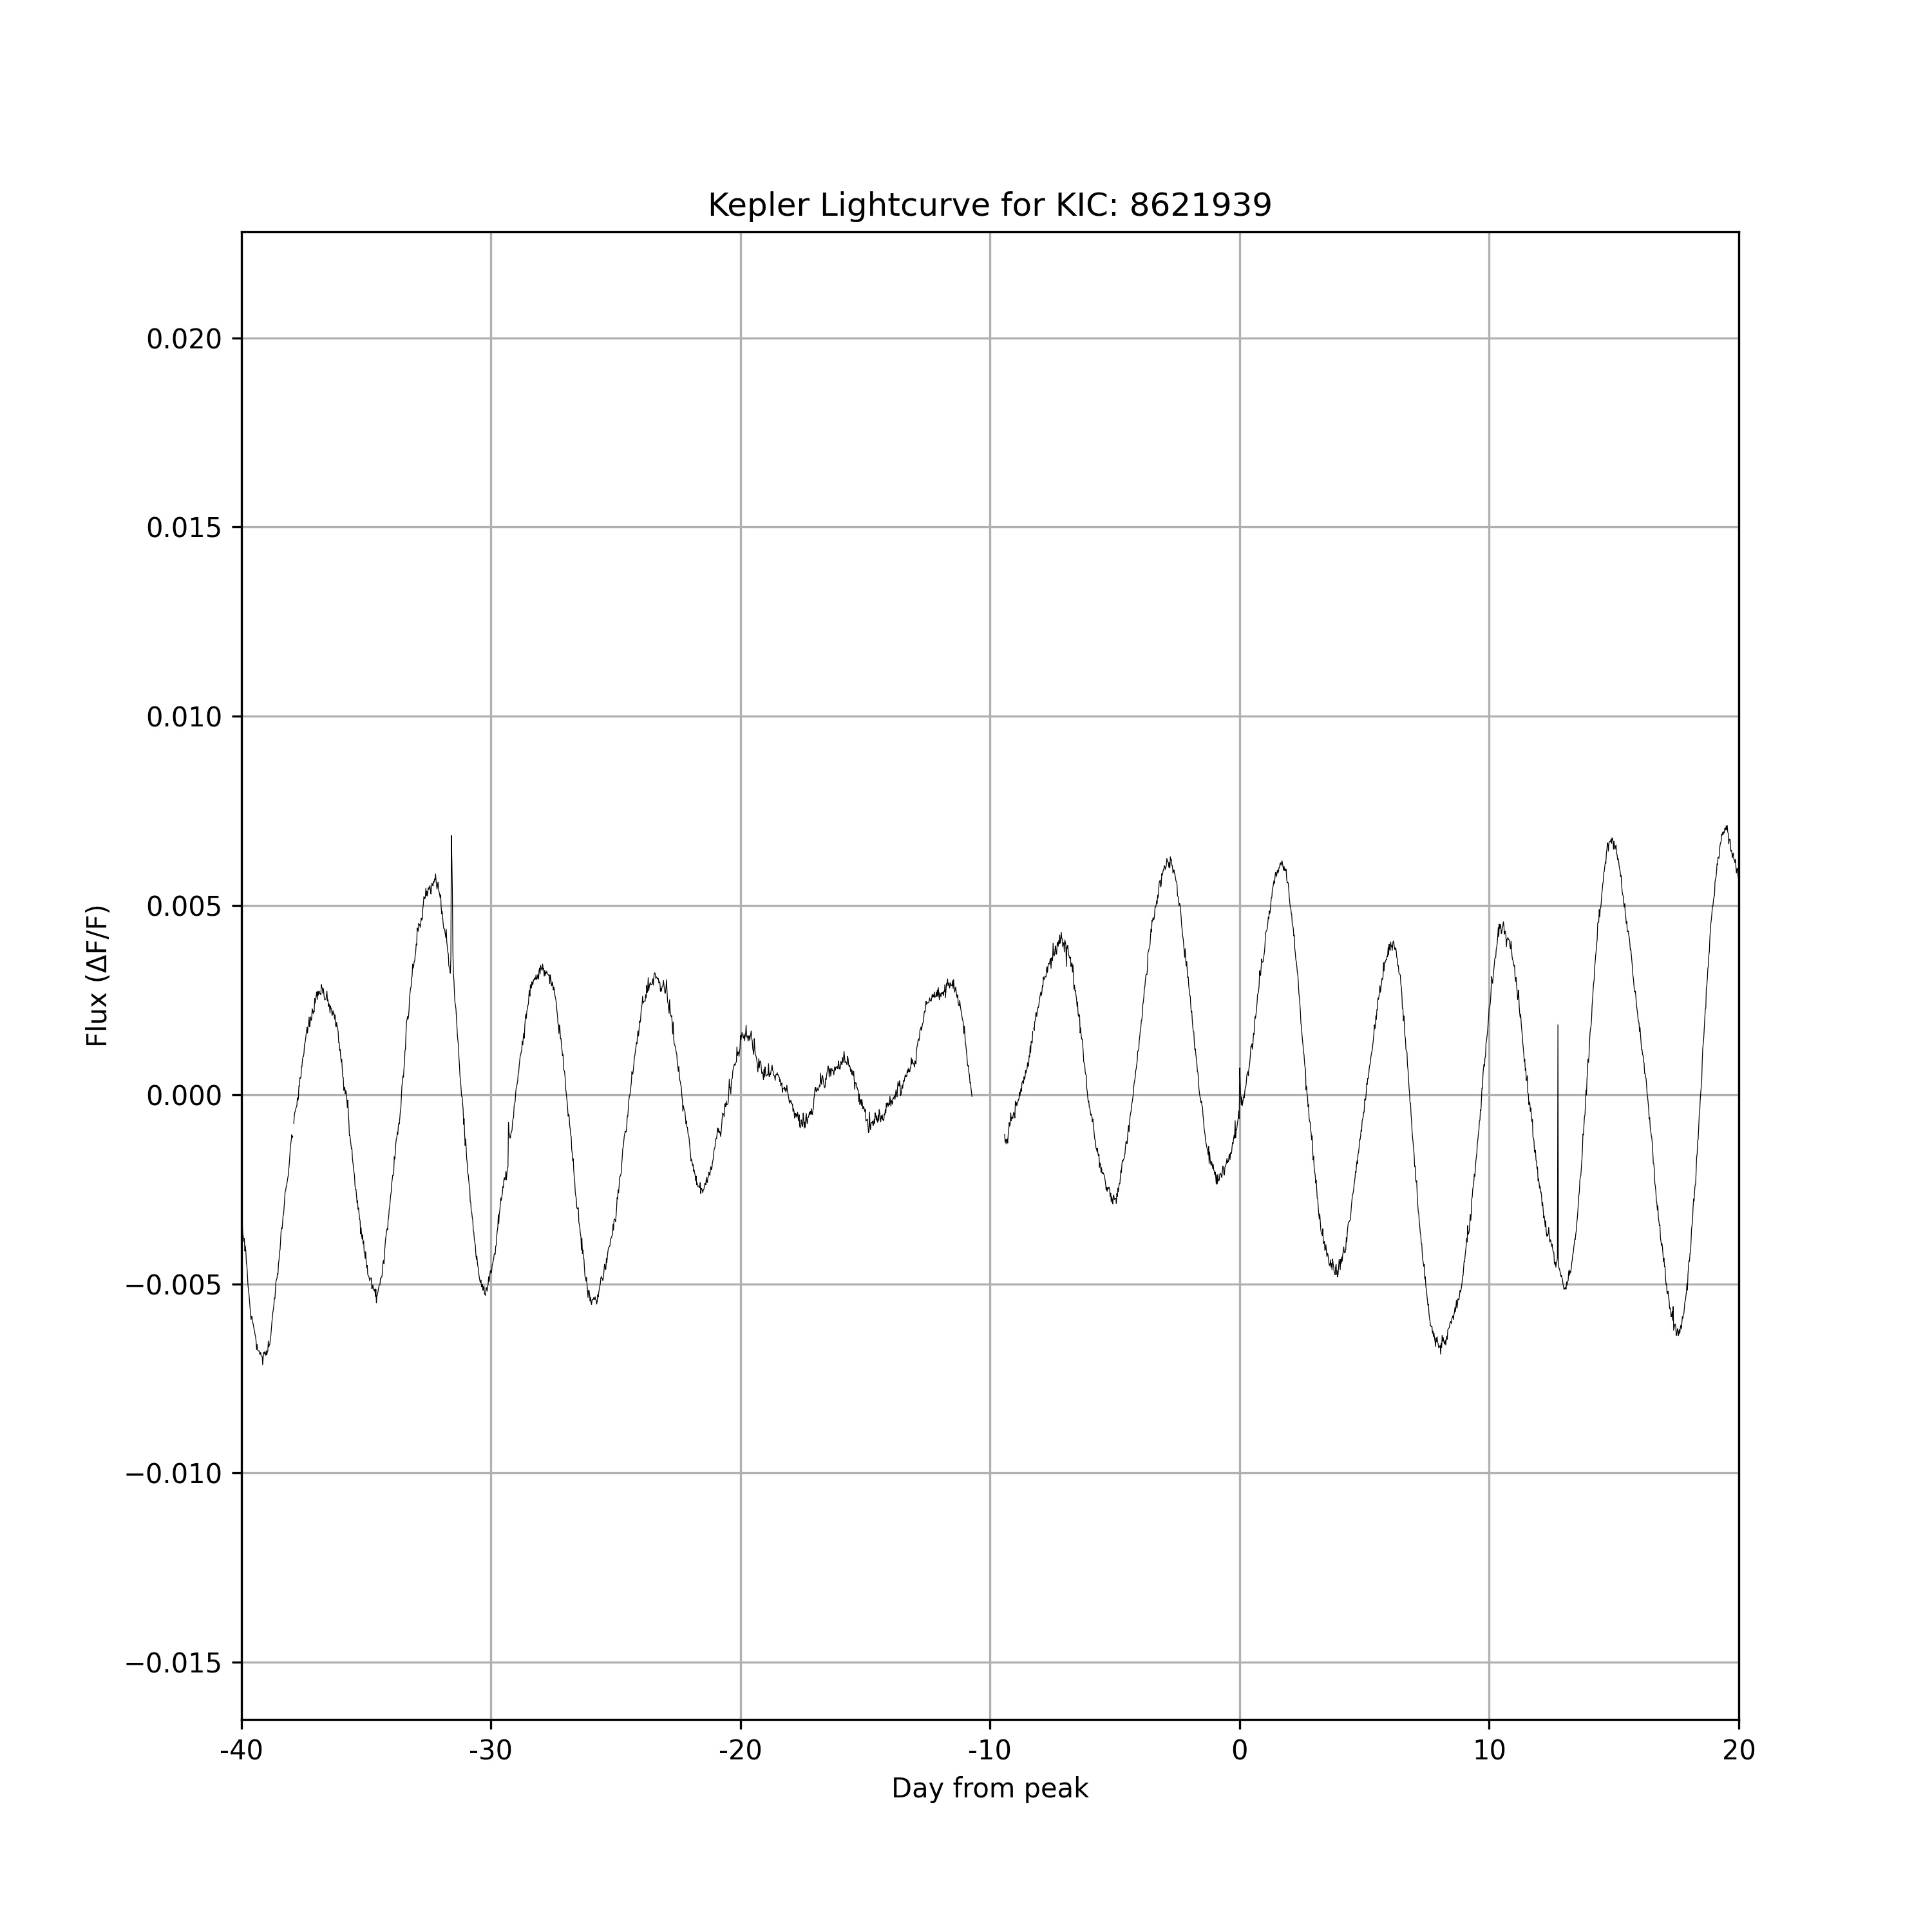 Kepler Lightcurve for KIC: 8621939
Flux (ΔF/F)
0.020
0.015
0.010
0.005
0.000
−0.005
−0.010
−0.015
-40 -30 -20 -10 0 10 20
Day from peak